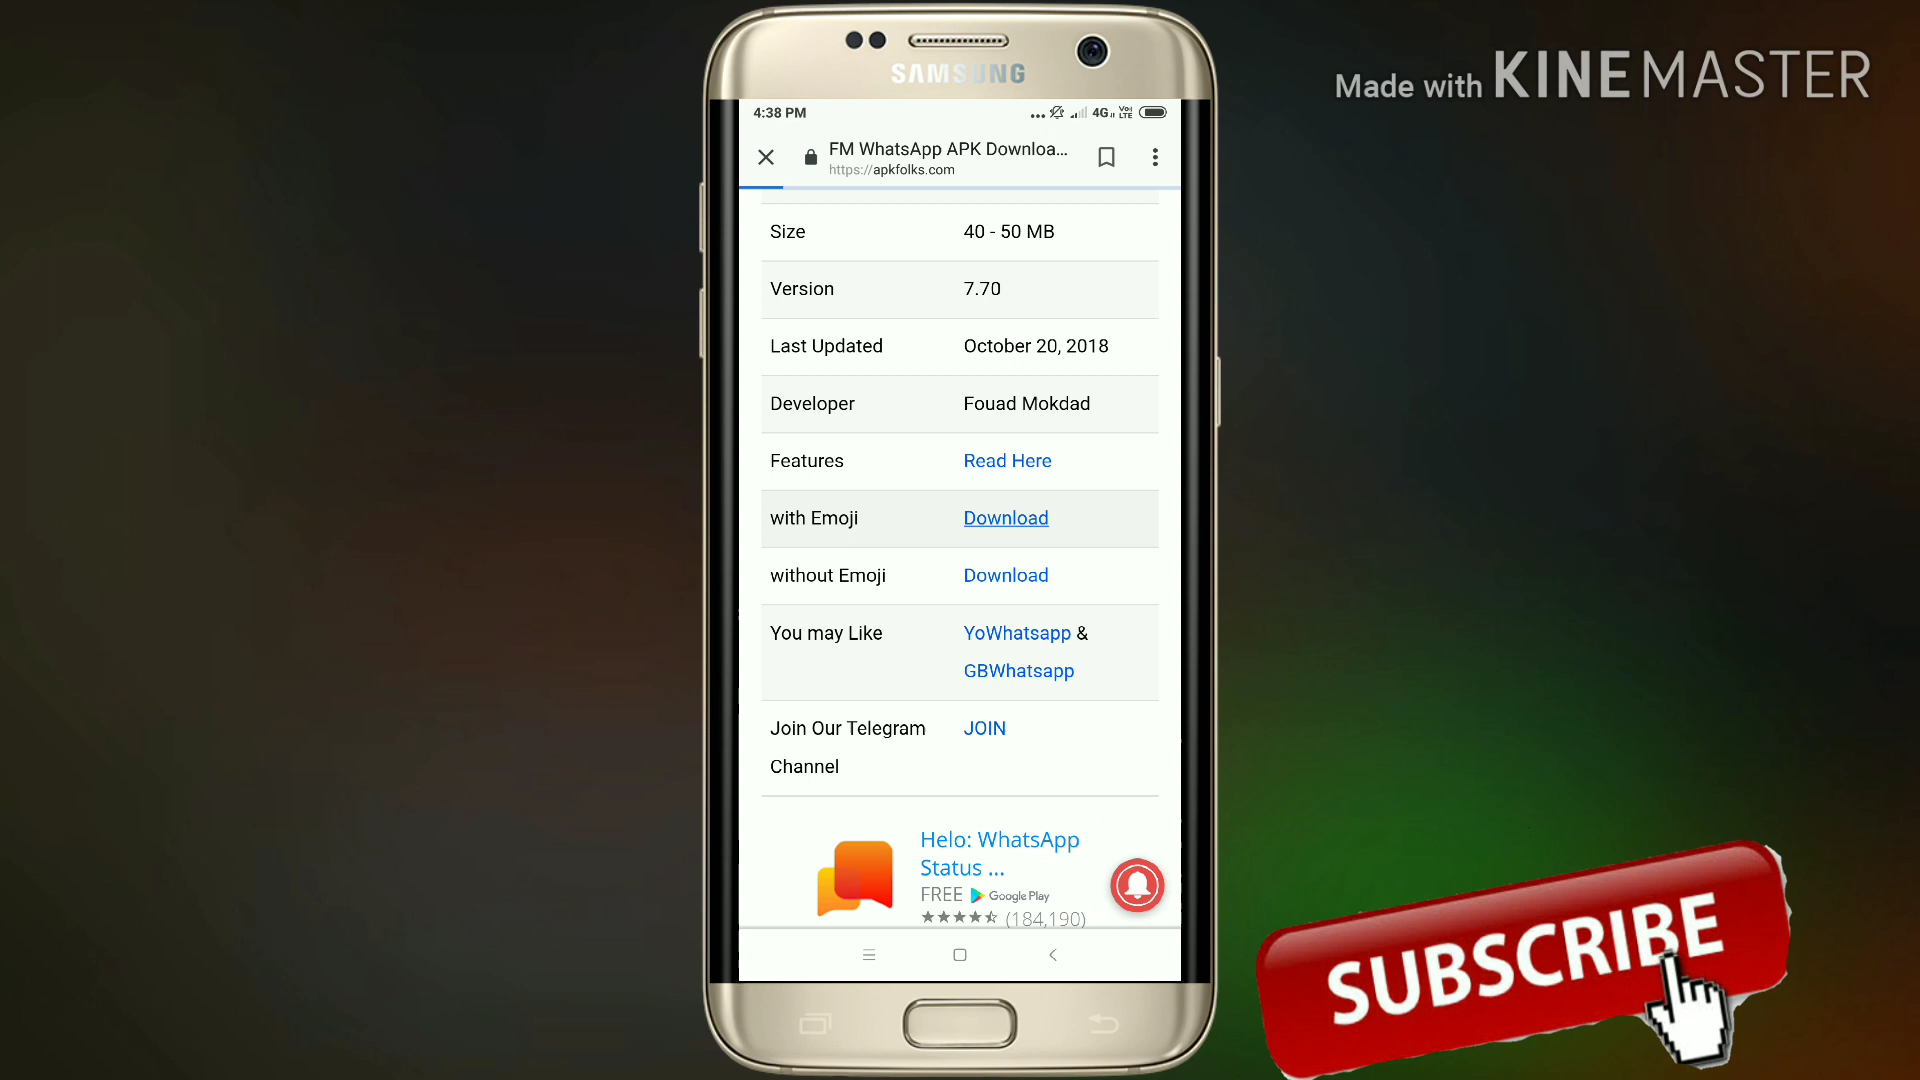 Made with KINEMASTER
SAMSUNG
4:38 PM
4G
Vo)
LTE
FM WhatsApp APK Downloa...
https://apkfolks.com
Size 40 - 50 MB
Version 7.70
Last Updated October 20, 2018
Developer Fouad Mokdad
Features Read Here
with Emoji Download
without Emoji Download
You may Like YoWhatsapp &
GBWhatsapp
Join Our Telegram JOIN
Channel
Helo: WhatsApp
Status ...
FREE Google Play
(184,190)
SUBSCRIBE